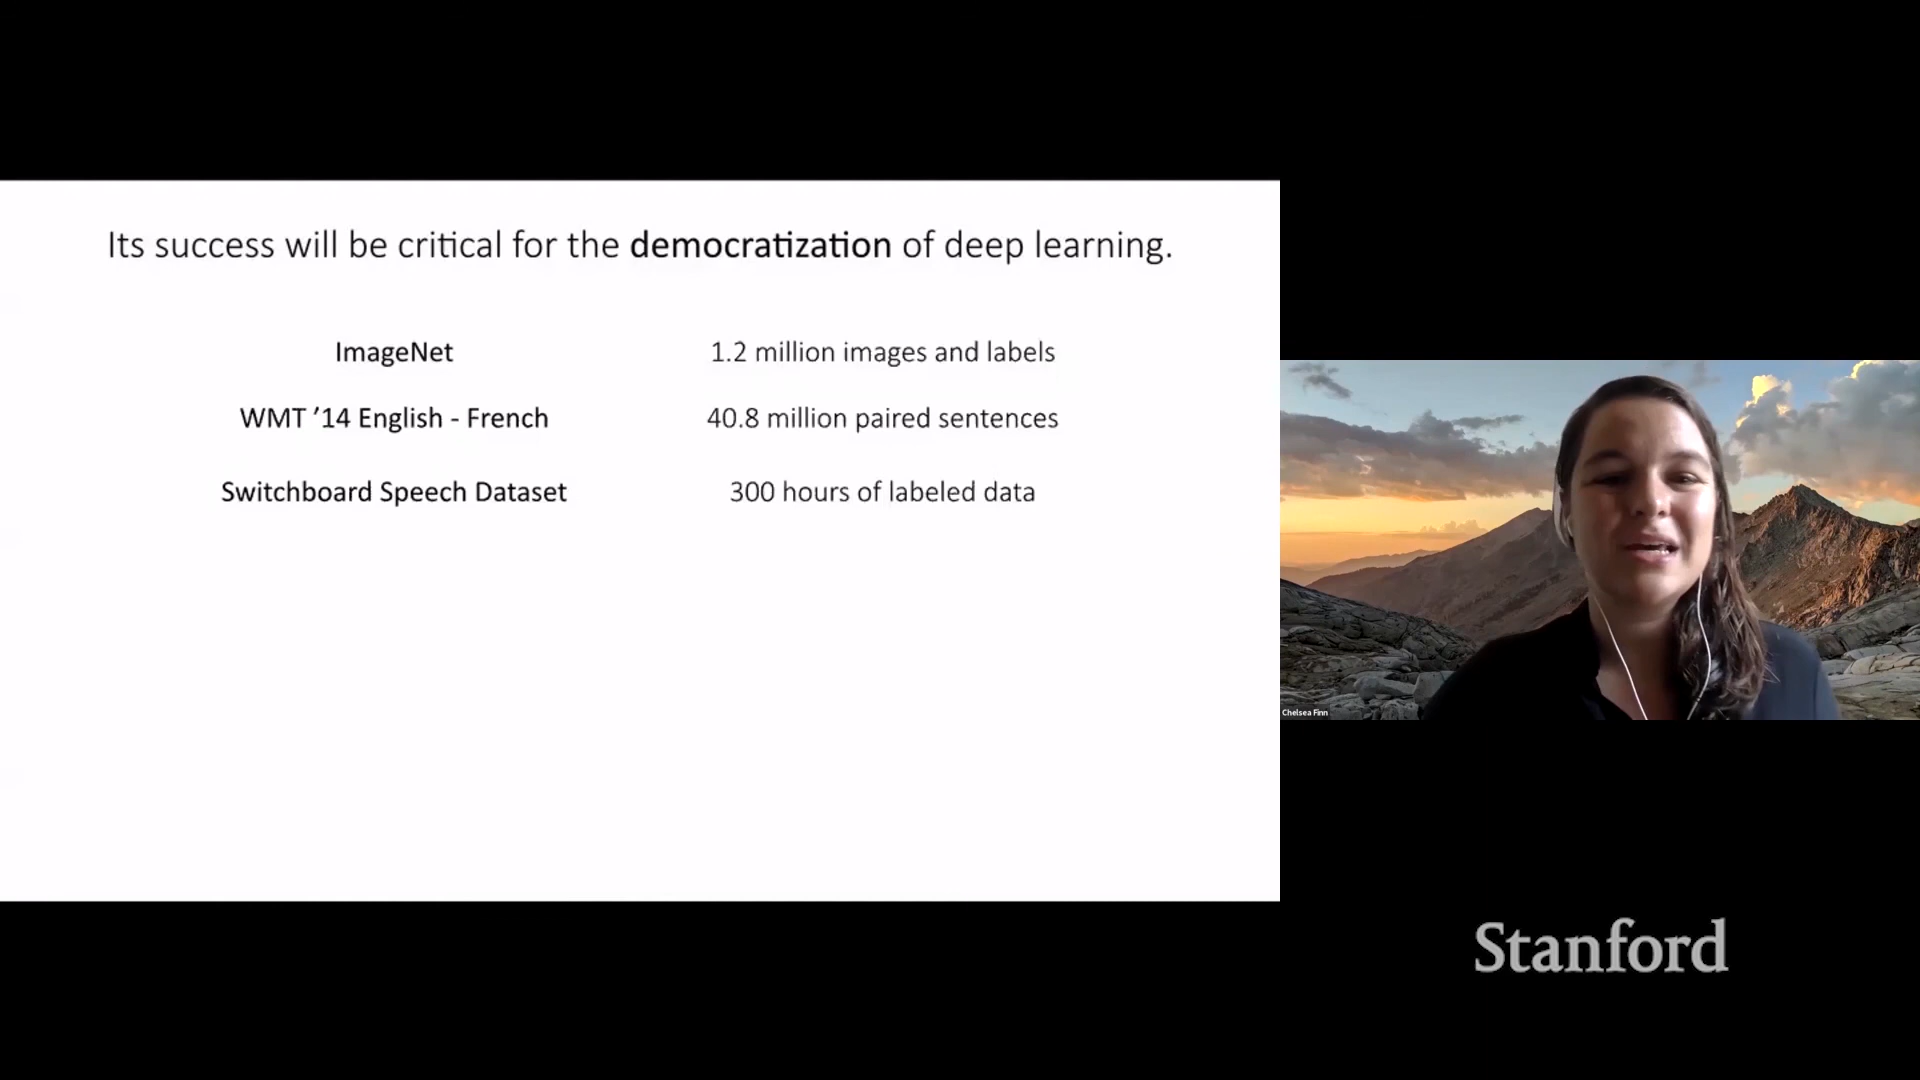 Its success will be critical for the democratization of deep learning.
ImageNet 1.2 million images and labels
WMT ’14 English - French 40.8 million paired sentences
Switchboard Speech Dataset 300 hours of labeled data
Chelsea Finn
Stanford